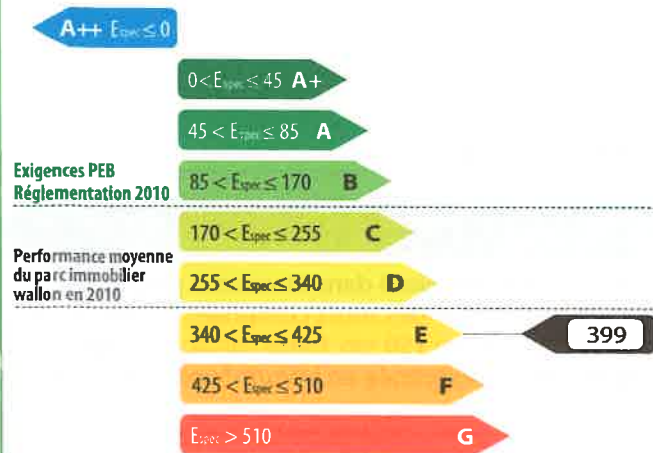 A++ Espec ≤ 0
0 < Espec ≤ 45 A+
45 < Espec ≤ 85 A
Exigences PEB
Réglementation 2010
85 < Espec ≤ 170 B
170 < Espec ≤ 255 C
Performance moyenne
du parc immobilier
wallon en 2010
255 < Espec ≤ 340 D
340 < Espec ≤ 425 E
399
425 < Espec ≤ 510 F
Espec > 510 G